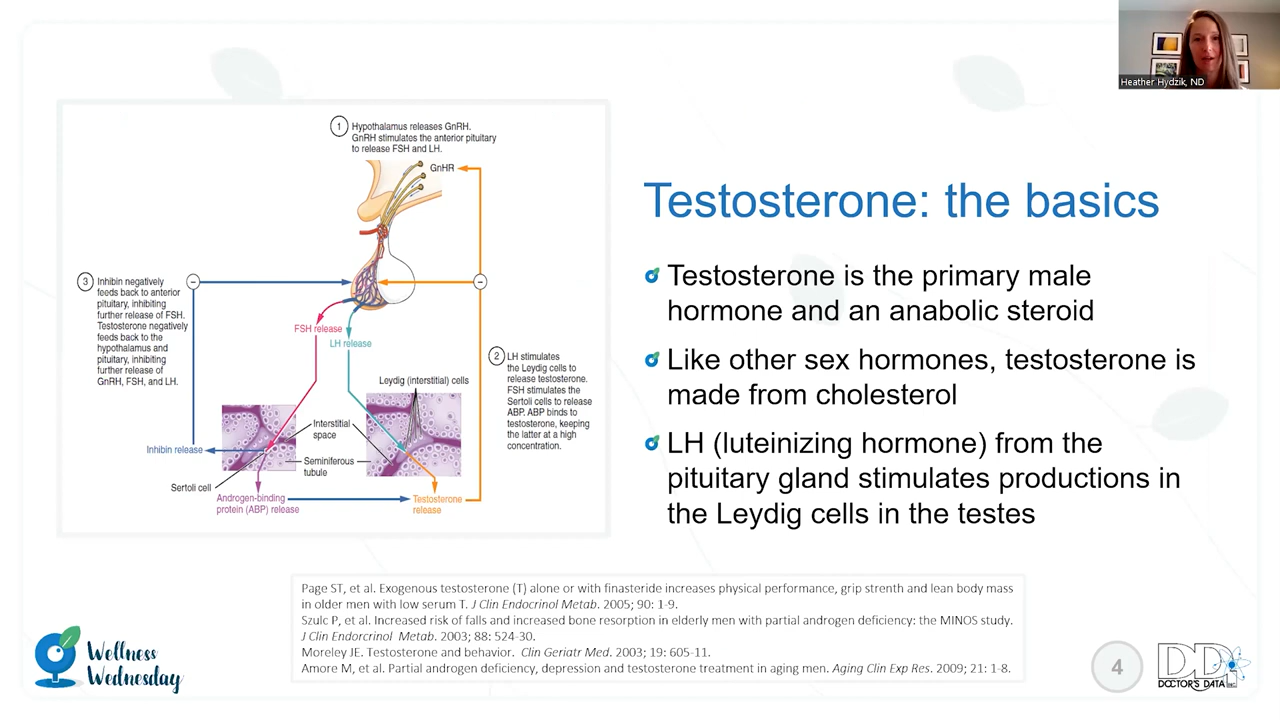 Heather Hydzik, ND
1 Hypothalamus releases GnRH.
GnRH stimulates the anterior pituitary
to release FSH and LH.
GnHR
3 Inhibin negatively
feeds back to anterior
pituitary, inhibiting
further release of FSH.
Testosterone negatively
feeds back to the
hypothalamus and
pituitary, inhibiting
further release of
GnRH, FSH, and LH.
−
−
FSH release
LH release
2 LH stimulates
the Leydig cells to
release testosterone.
FSH stimulates the
Sertoli cells to release
ABP. ABP binds to
testosterone, keeping
the latter at a high
concentration.
Leydig (interstitial) cells
Interstitial
space
Inhibin release
Seminiferous
tubule
Sertoli cell
Androgen-binding
protein (ABP) release
Testosterone
release
Testosterone: the basics
Testosterone is the primary male
hormone and an anabolic steroid
Like other sex hormones, testosterone is
made from cholesterol
LH (luteinizing hormone) from the
pituitary gland stimulates productions in
the Leydig cells in the testes
Page ST, et al. Exogenous testosterone (T) alone or with finasteride increases physical performance, grip strenth and lean body mass
in older men with low serum T. J Clin Endocrinol Metab. 2005; 90: 1-9.
Szulc P, et al. Increased risk of falls and increased bone resorption in elderly men with partial androgen deficiency: the MINOS study.
J Clin Endorcrinol Metab. 2003; 88: 524-30.
Moreley JE. Testosterone and behavior. Clin Geriatr Med. 2003; 19: 605-11.
Amore M, et al. Partial androgen deficiency, depression and testosterone treatment in aging men. Aging Clin Exp Res. 2009; 21: 1-8.
Wellness
Wednesday
4
DDI
DOCTOR'S DATA INC.